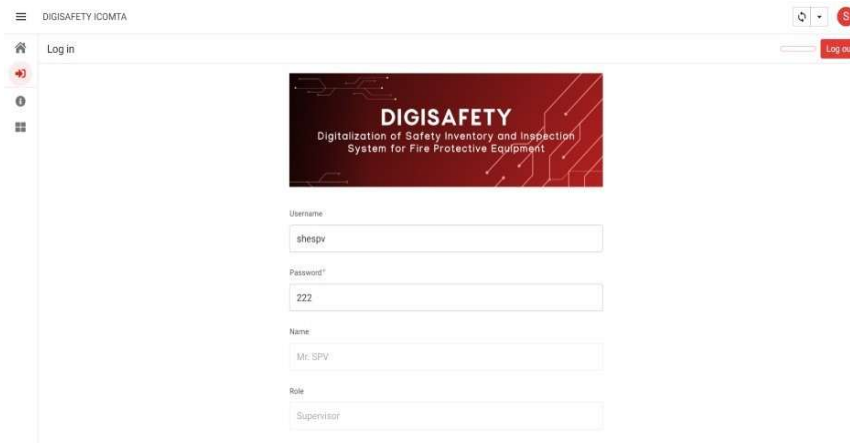 DIGISAFETY ICOMTA
S
Log in
Log ou
DIGISAFETY
Digitalization of Safety Inventory and Inspection
System for Fire Protective Equipment
Username
shespv
Password*
222
Name
Mr. SPV
Role
Supervisor